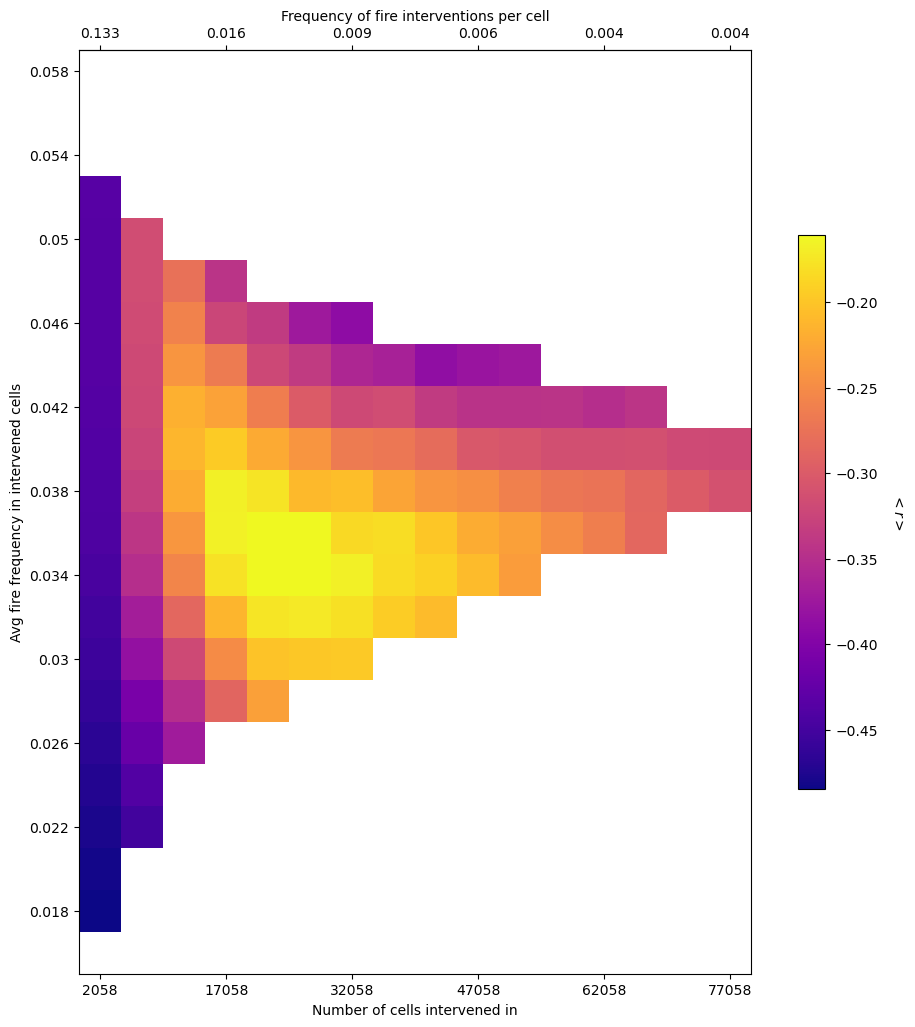 Frequency of fire interventions per cell
0.133 0.016 0.009 0.006 0.004 0.004
0.058
0.054
0.05
0.046
0.042
0.038
0.034
0.03
0.026
0.022
0.018
Avg fire frequency in intervened cells
2058 17058 32058 47058 62058 77058
Number of cells intervened in
−0.20
−0.25
−0.30
−0.35
−0.40
−0.45
< r >